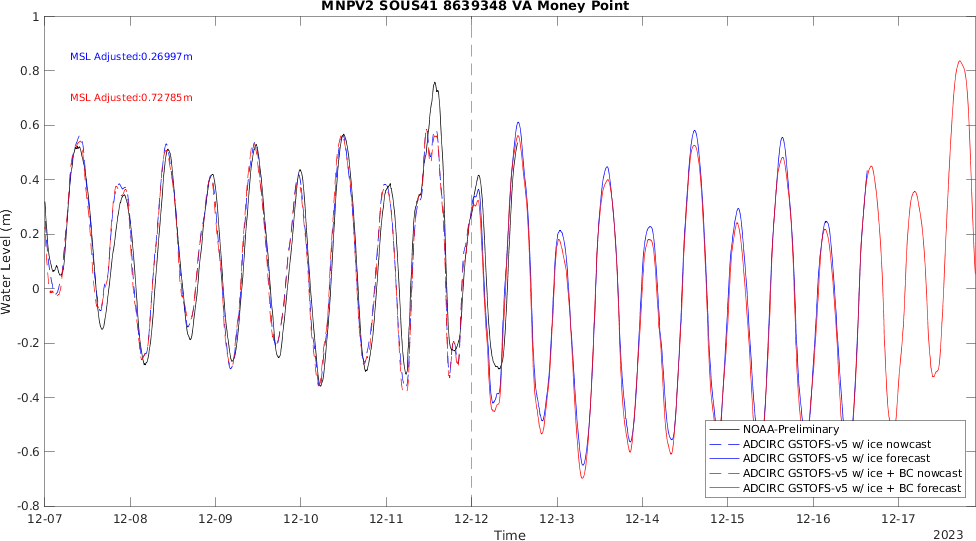 MNPV2 SOUS41 8639348 VA Money Point
MSL Adjusted:0.26997m
MSL Adjusted:0.72785m
Water Level (m)
1
0.8
0.6
0.4
0.2
0
-0.2
-0.4
-0.6
-0.8
NOAA-Preliminary
ADCIRC GSTOFS-v5 w/ ice nowcast
ADCIRC GSTOFS-v5 w/ ice forecast
ADCIRC GSTOFS-v5 w/ ice + BC nowcast
ADCIRC GSTOFS-v5 w/ ice + BC forecast
12-07 12-08 12-09 12-10 12-11 12-12 12-13 12-14 12-15 12-16 12-17
Time
2023